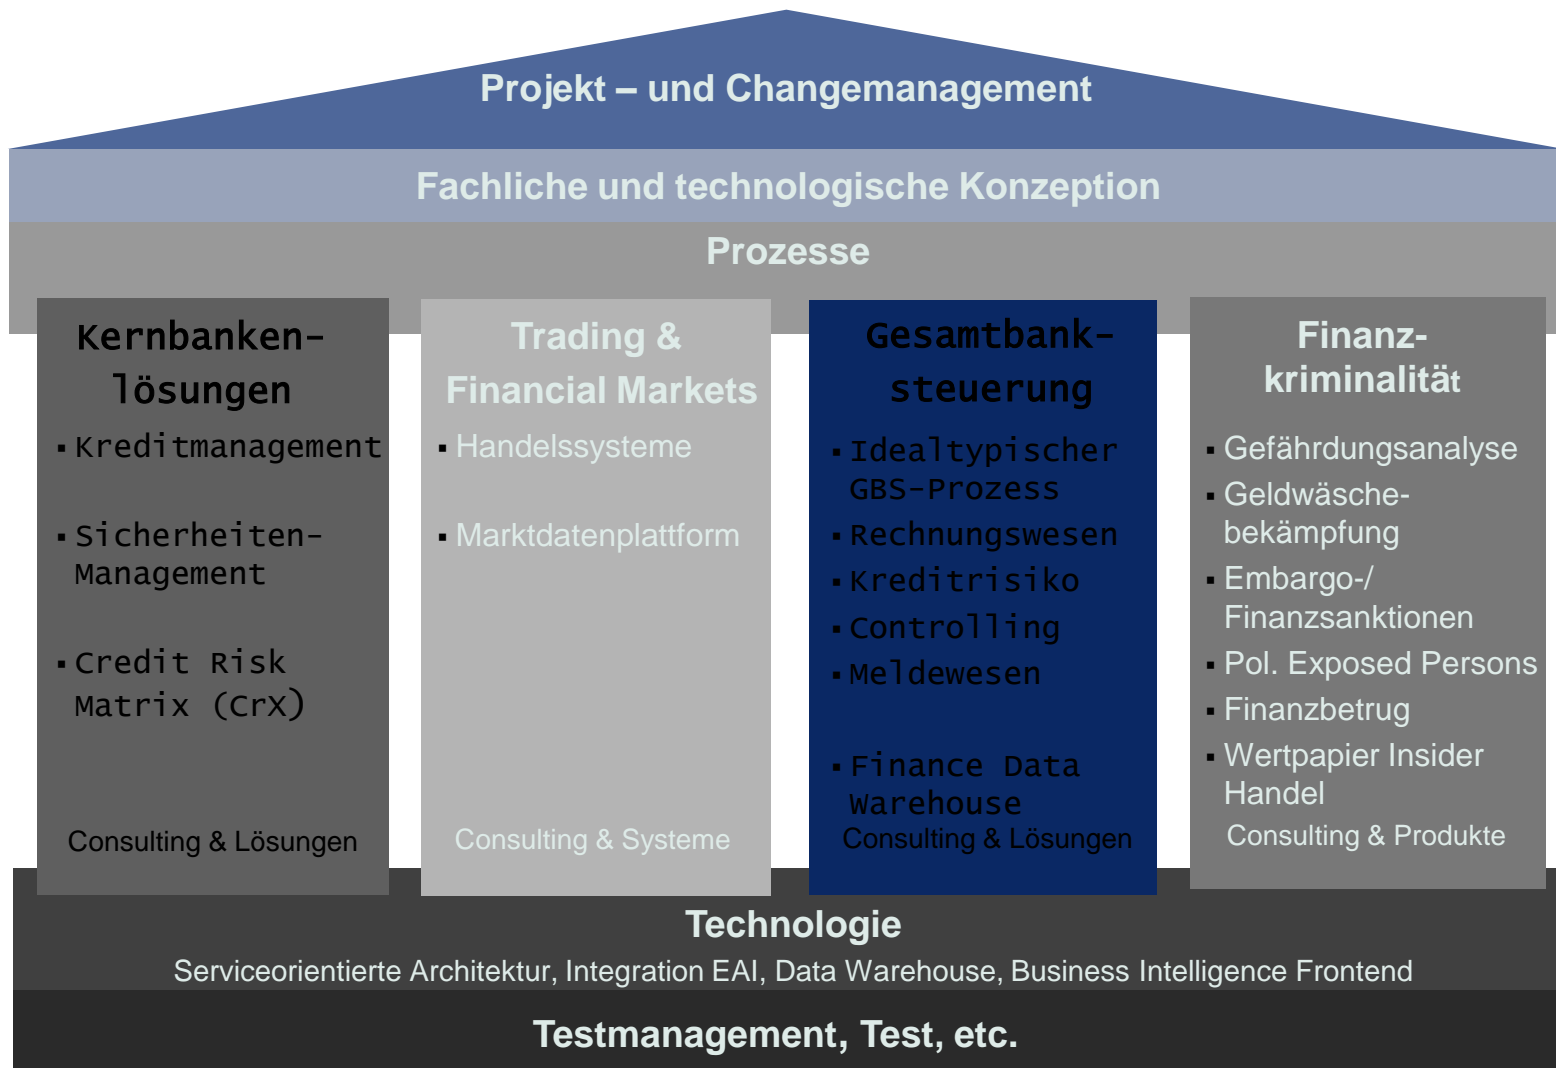 Projekt – und Changemanagement
Fachliche und technologische Konzeption
Prozesse
Kernbanken-
lösungen
▪ Kreditmanagement
▪ Sicherheiten-
Management
▪ Credit Risk
Matrix (CrX)
Consulting & Lösungen
Trading &
Financial Markets
▪ Handelssysteme
▪ Marktdatenplattform
Consulting & Systeme
Gesamtbank-
steuerung
▪ Idealtypischer
GBS-Prozess
▪ Rechnungswesen
▪ Kreditrisiko
▪ Controlling
▪ Meldewesen
▪ Finance Data
Warehouse
Consulting & Lösungen
Finanz-
kriminalität
▪ Gefährdungsanalyse
▪ Geldwäsche-
bekämpfung
▪ Embargo-/
Finanzsanktionen
▪ Pol. Exposed Persons
▪ Finanzbetrug
▪ Wertpapier Insider
Handel
Consulting & Produkte
Technologie
Serviceorientierte Architektur, Integration EAI, Data Warehouse, Business Intelligence Frontend
Testmanagement, Test, etc.